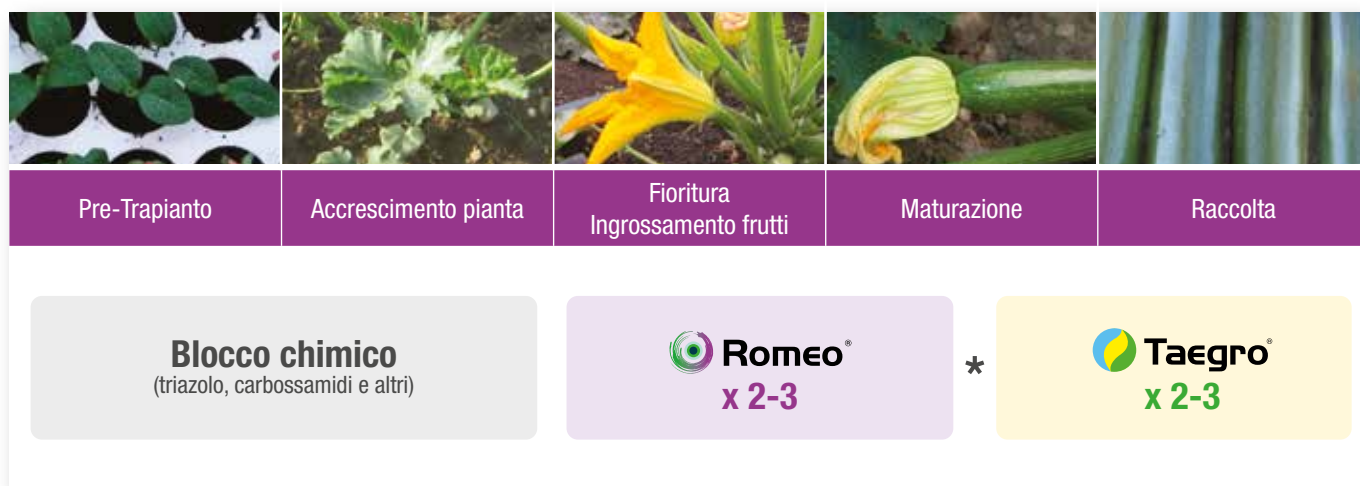 Pre-Trapianto
Accrescimento pianta
Fioritura
Ingrossamento frutti
Maturazione
Raccolta
Blocco chimico
(triazolo, carbossamidi e altri)
Romeo®
x 2-3
*
Taegro®
x 2-3